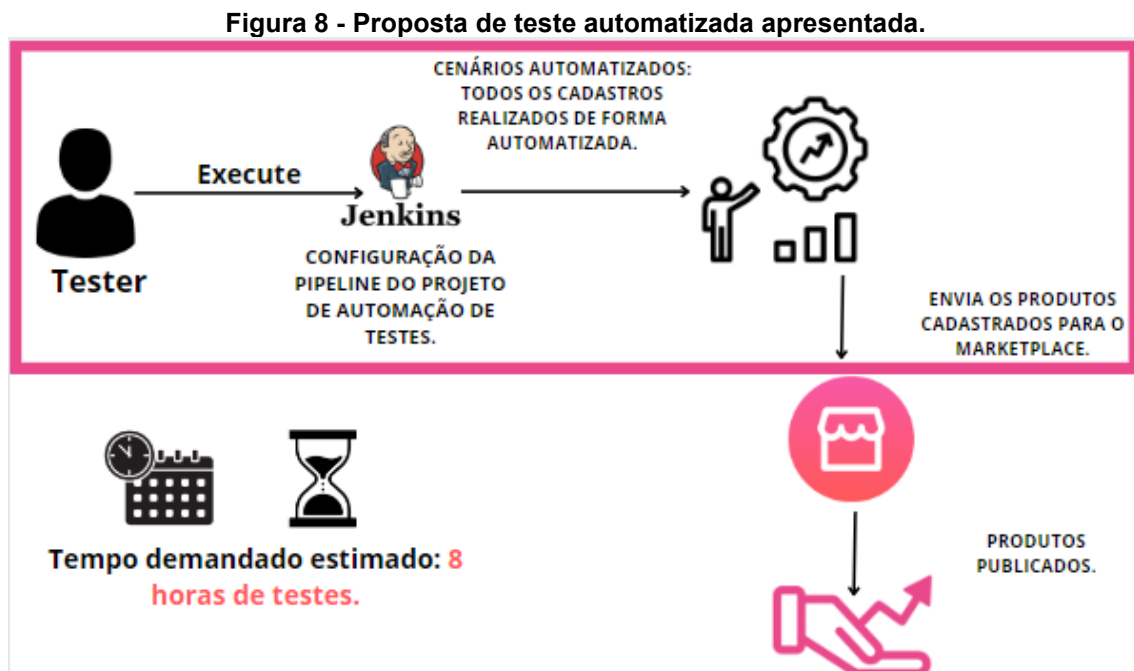 Figura 8 - Proposta de teste automatizada apresentada.
CENÁRIOS AUTOMATIZADOS:
TODOS OS CADASTROS
REALIZADOS DE FORMA
AUTOMATIZADA.
Execute
Jenkins
Tester
CONFIGURAÇÃO DA
PIPELINE DO PROJETO
DE AUTOMAÇÃO DE
TESTES.
ENVIA OS PRODUTOS
CADASTRADOS PARA O
MARKETPLACE.
Tempo demandado estimado: 8
horas de testes.
PRODUTOS
PUBLICADOS.